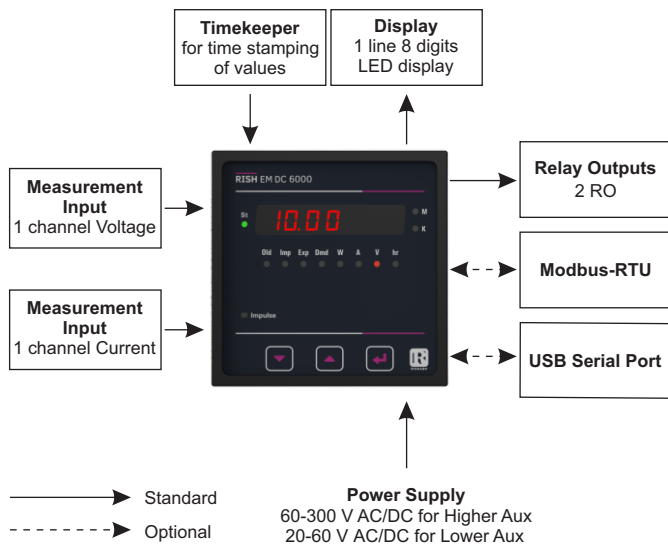 Timekeeper
for time stamping
of values
Display
1 line 8 digits
LED display
RISH EM DC 6000
St
10.00
M
K
Old Imp Exp Dmd W A V hr
Impulse
Measurement
Input
1 channel Voltage
Measurement
Input
1 channel Current
Relay Outputs
2 RO
Modbus-RTU
USB Serial Port
Power Supply
60-300 V AC/DC for Higher Aux
20-60 V AC/DC for Lower Aux
Standard
Optional